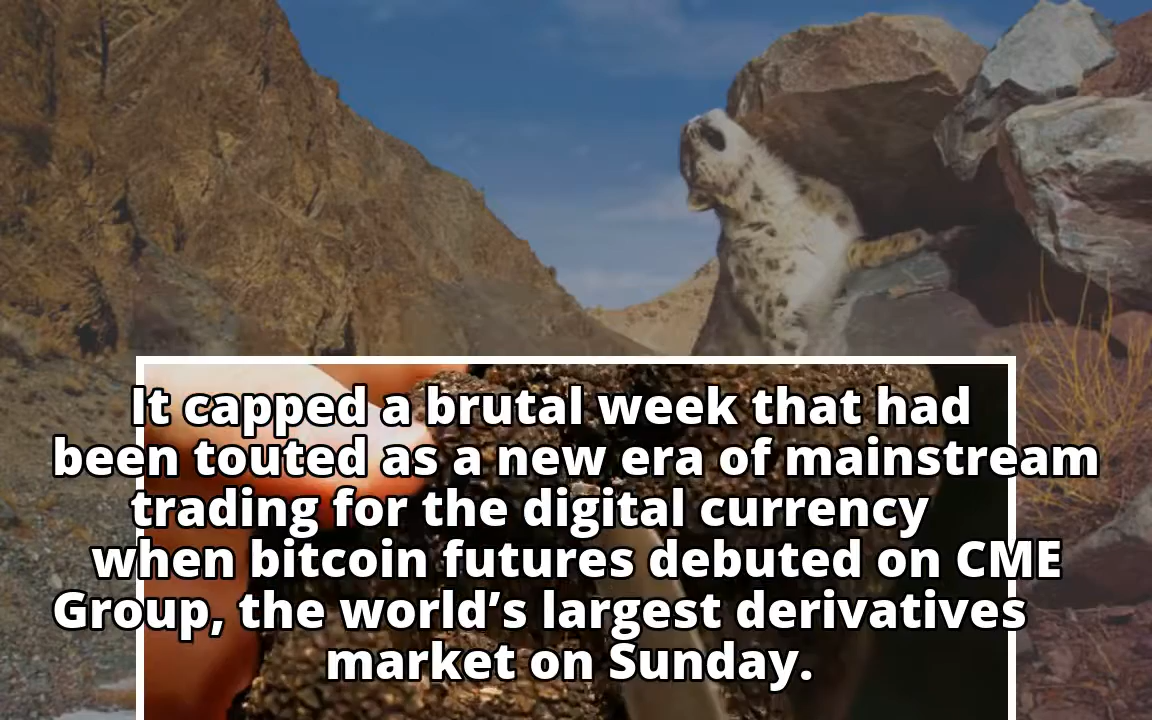 It capped a brutal week that had
been touted as a new era of mainstream
trading for the digital currency
when bitcoin futures debuted on CME
Group, the world’s largest derivatives
market on Sunday.